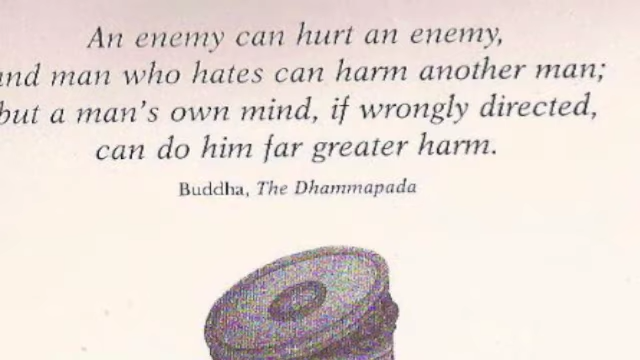 An enemy can hurt an enemy,
and man who hates can harm another man;
but a man's own mind, if wrongly directed,
can do him far greater harm.
Buddha, The Dhammapada